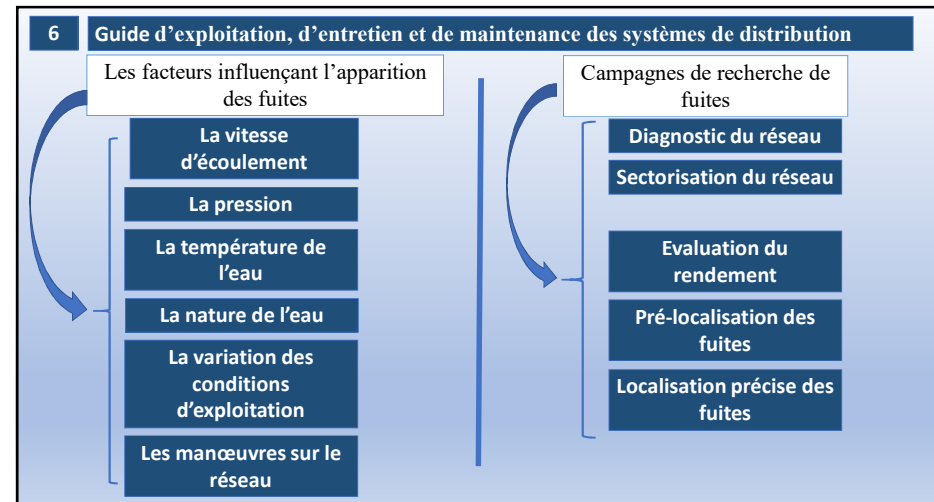 6
Guide d'exploitation, d'entretien et de maintenance des systèmes de distribution
Les facteurs influençant l'apparition
des fuites
La vitesse
d'écoulement
La pression
La température de
l'eau
La nature de l'eau
La variation des
conditions
d'exploitation
Les manœuvres sur le
réseau
Campagnes de recherche de
fuites
Diagnostic du réseau
Sectorisation du réseau
Evaluation du
rendement
Pré-localisation des
fuites
Localisation précise des
fuites